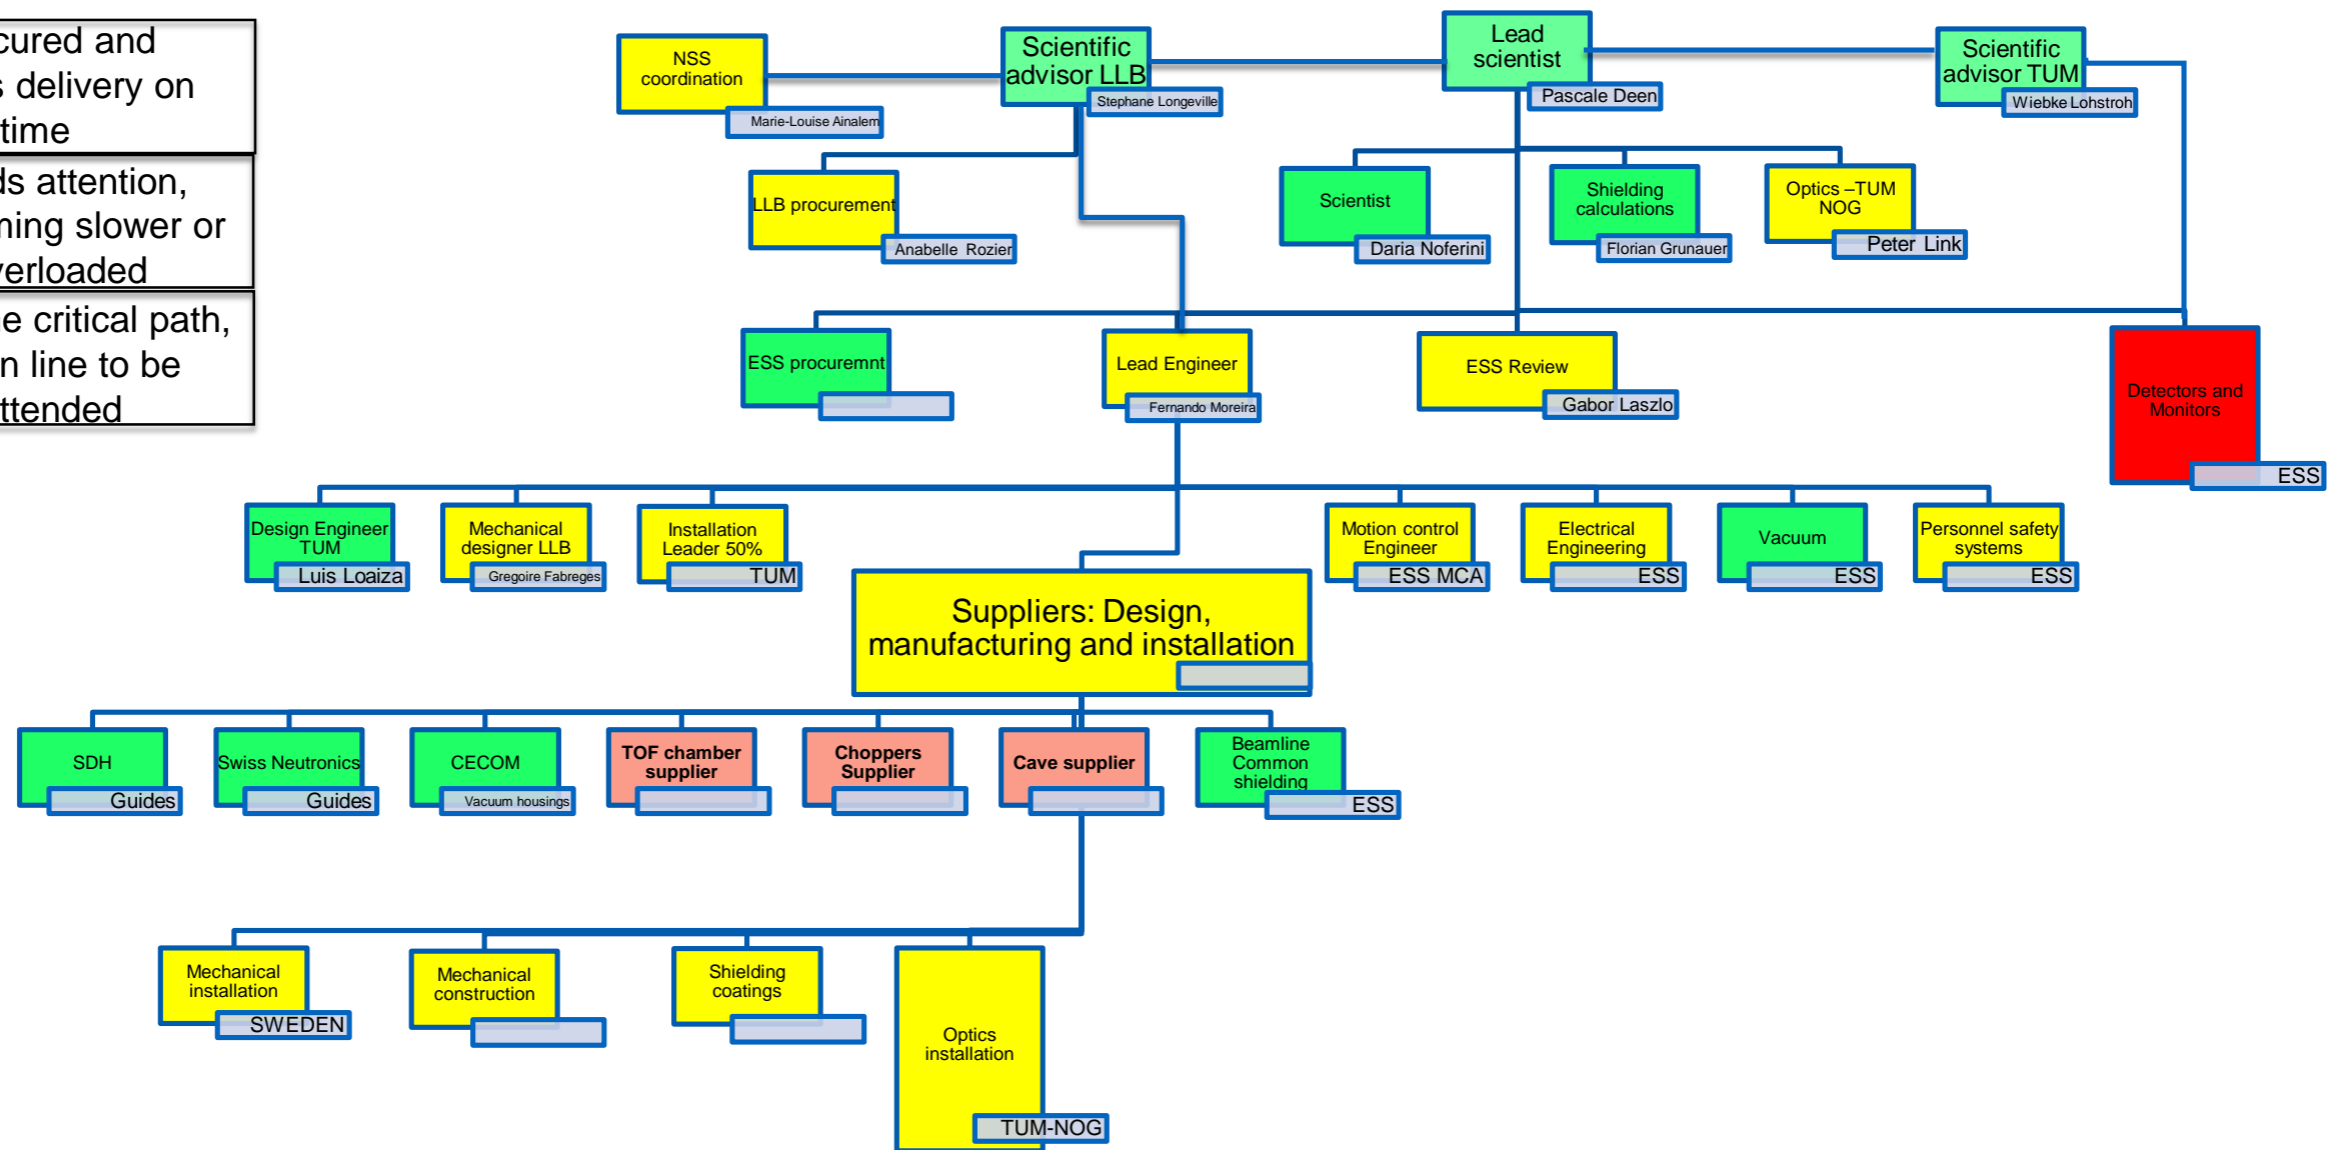 cured and
s delivery on
time
ds attention,
ming slower or
verloaded
e critical path,
n line to be
ttended
NSS
coordination
Marie-Louise Ainalem
Scientific
advisor LLB
Stephane Longeville
Lead
scientist
Pascale Deen
Scientific
advisor TUM
Wiebke Lohstroh
LLB procurement
Anabelle Rozier
Scientist
Daria Noferini
Shielding
calculations
Florian Grunauer
Optics –TUM
NOG
Peter Link
ESS procuremnt
Lead Engineer
Fernando Moreira
ESS Review
Gabor Laszlo
Detectors and
Monitors
ESS
Design Engineer
TUM
Luis Loaiza
Mechanical
designer LLB
Gregoire Fabreges
Installation
Leader 50%
TUM
Motion control
Engineer
ESS MCA
Electrical
Engineering
ESS
Vacuum
ESS
Personnel safety
systems
ESS
Suppliers: Design,
manufacturing and installation
SDH
Guides
Swiss Neutronics
Guides
CECOM
Vacuum housings
TOF chamber
supplier
Choppers
Supplier
Cave supplier
Beamline
Common
shielding
ESS
Mechanical
installation
SWEDEN
Mechanical
construction
Shielding
coatings
Optics
installation
TUM-NOG